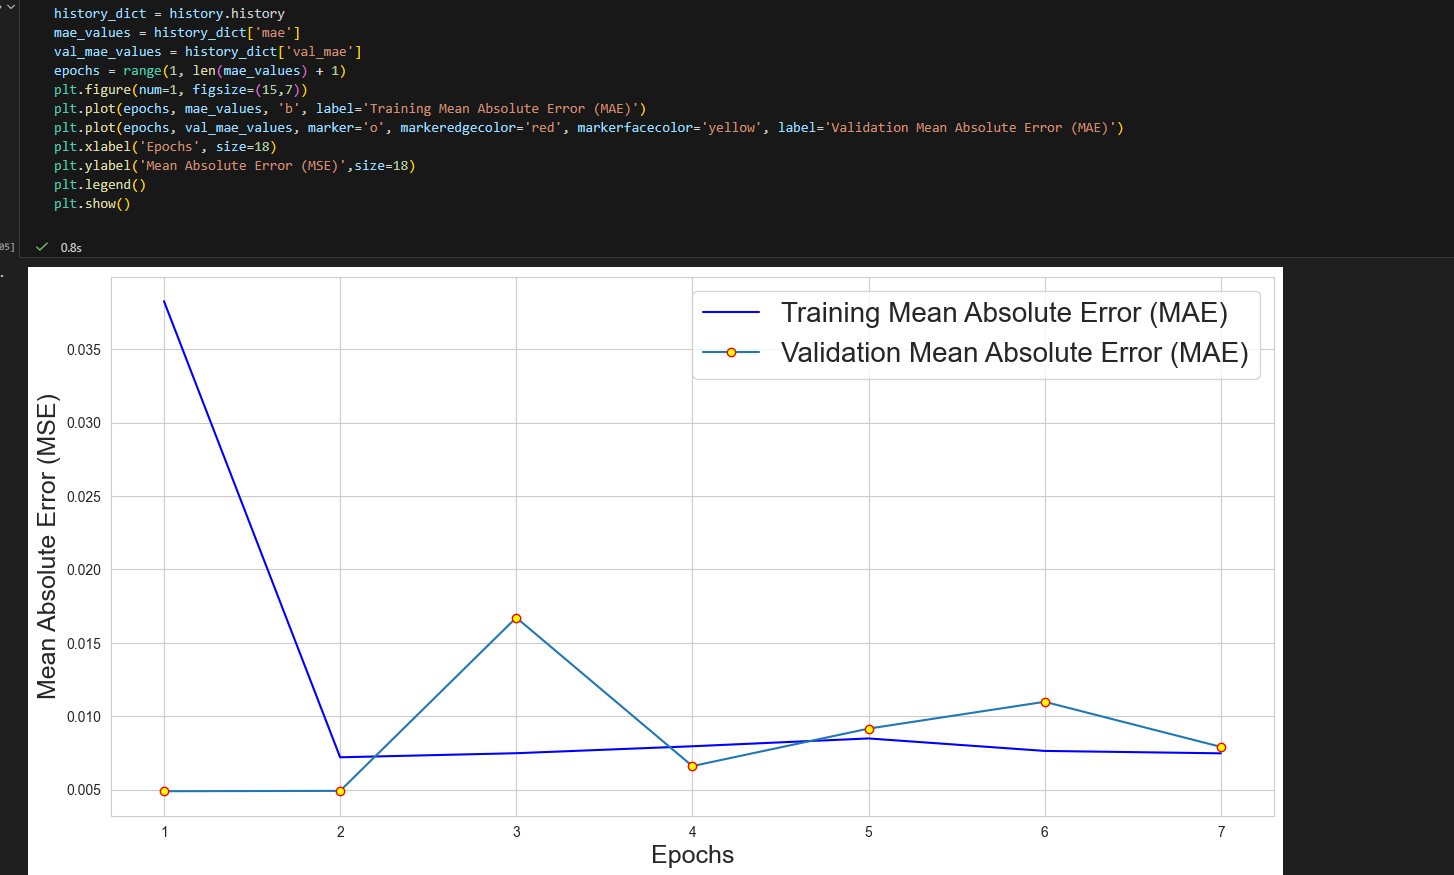 history_dict = history.history
mae_values = history_dict['mae']
val_mae_values = history_dict['val_mae']
epochs = range(1, len(mae_values) + 1)
plt.figure(num=1, figsize=(15,7))
plt.plot(epochs, mae_values, 'b', label='Training Mean Absolute Error (MAE)')
plt.plot(epochs, val_mae_values, marker='o', markeredgecolor='red', markerfacecolor='yellow', label='Validation Mean Absolute Error (MAE)')
plt.xlabel('Epochs', size=18)
plt.ylabel('Mean Absolute Error (MSE)',size=18)
plt.legend()
plt.show()
05]
0.8s
Training Mean Absolute Error (MAE)
Validation Mean Absolute Error (MAE)
Mean Absolute Error (MSE)
0.035
0.030
0.025
0.020
0.015
0.010
0.005
1 2 3 4 5 6 7
Epochs